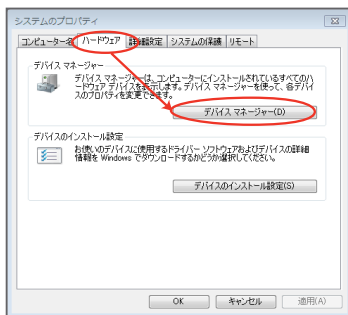 システムのプロパティ
コンピューター名 ハードウェア 詳細設定 システムの保護 リモート
デバイス マネージャー
デバイス マネージャーは、コンピューターにインストールされているすべてのハ
ードウェア デバイスを表示します。デバイス マネージャーを使って、各デバイ
スのプロパティを変更できます。
デバイス マネージャー(D)
デバイスのインストール設定
お使いのデバイスに使用するドライバー ソフトウェアおよびデバイスの詳細
情報を Windows でダウンロードするかどうか選択してください。
デバイスのインストール設定(S)
OK キャンセル 適用(A)